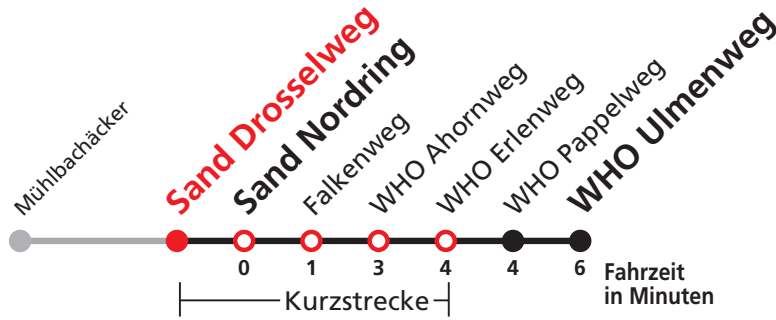 Mühlbachäcker
Sand Drosselweg
Sand Nordring
Falkenweg
WHO Ahornweg
WHO Erlenweg
WHO Pappelweg
WHO Ulmenweg
0 1 3 4 4 6
Fahrzeit
in Minuten
Kurzstrecke